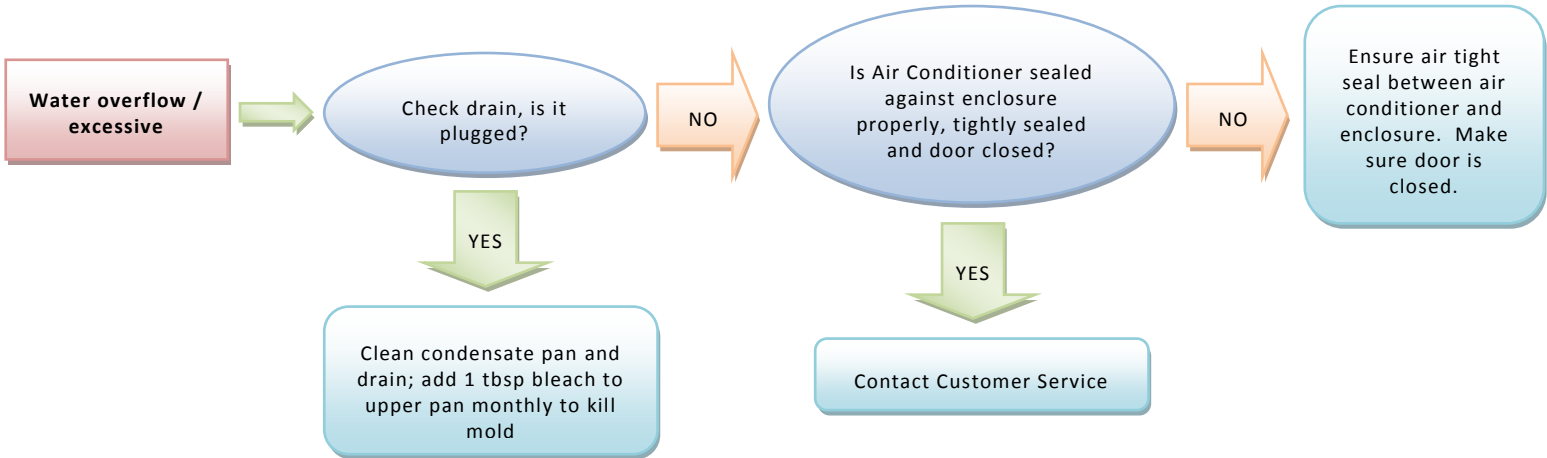 Water overflow /
excessive
Check drain, is it
plugged?
NO
Is Air Conditioner sealed
against enclosure
properly, tightly sealed
and door closed?
NO
Ensure air tight
seal between air
conditioner and
enclosure. Make
sure door is
closed.
YES
YES
Clean condensate pan and
drain; add 1 tbsp bleach to
upper pan monthly to kill
mold
Contact Customer Service